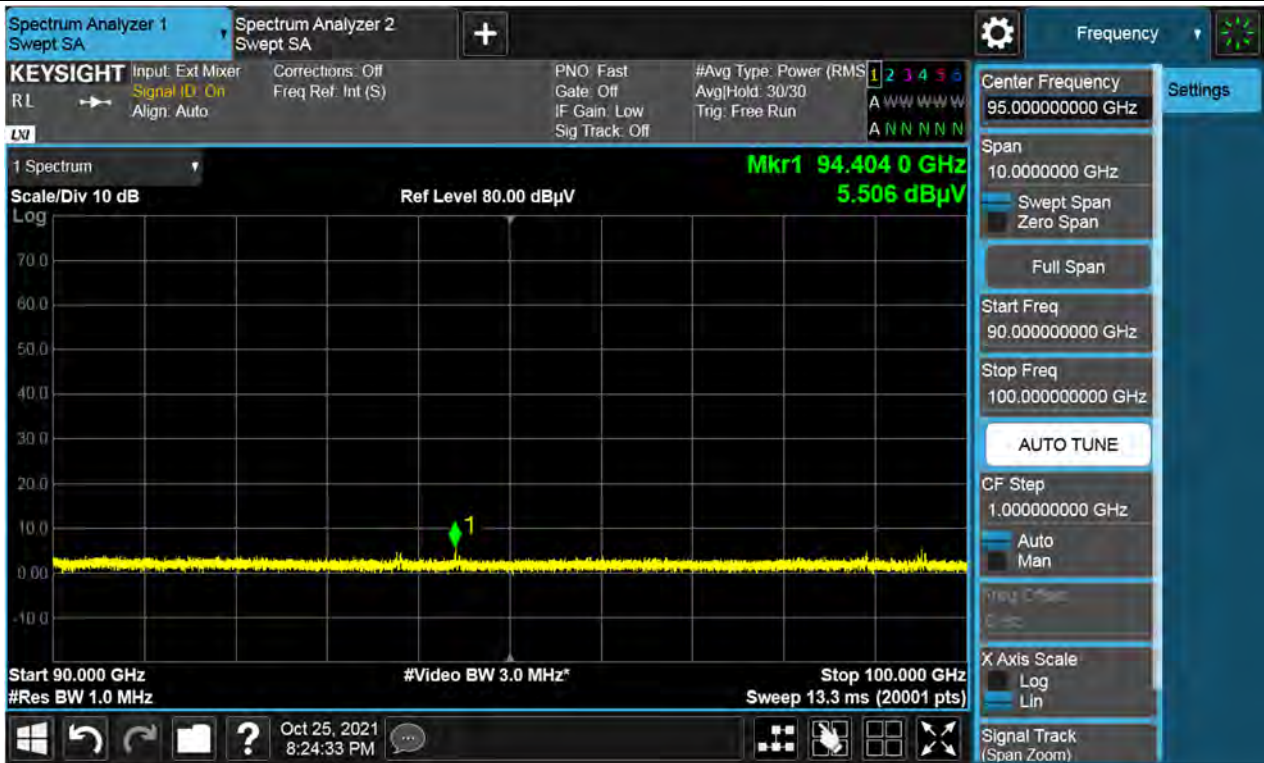 Spectrum Analyzer 1
Swept SA
Spectrum Analyzer 2
Swept SA
+
Frequency
KEYSIGHT
RL
LXI
Input: Ext Mixer
Signal ID: On
Align: Auto
Corrections: Off
Freq Ref: Int (S)
PNO: Fast
Gate: Off
IF Gain: Low
Sig Track: Off
#Avg Type: Power (RMS
Avg|Hold: 30/30
Trig: Free Run
1 2 3 4 5 6
A W W W W W
A N N N N N
1 Spectrum
Scale/Div 10 dB
Log
Ref Level 80.00 dBµV
Mkr1 94.404 0 GHz
5.506 dBµV
70.0
60.0
50.0
40.0
30.0
20.0
10.0
0.00
-10.0
1
Start 90.000 GHz
#Res BW 1.0 MHz
#Video BW 3.0 MHz*
Stop 100.000 GHz
Sweep 13.3 ms (20001 pts)
Center Frequency
95.000000000 GHz
Settings
Span
10.0000000 GHz
Swept Span
Zero Span
Full Span
Start Freq
90.000000000 GHz
Stop Freq
100.000000000 GHz
AUTO TUNE
CF Step
1.000000000 GHz
Auto
Man
Freq Offset
X Axis Scale
Log
Lin
Signal Track
(Span Zoom)
?
Oct 25, 2021
8:24:33 PM